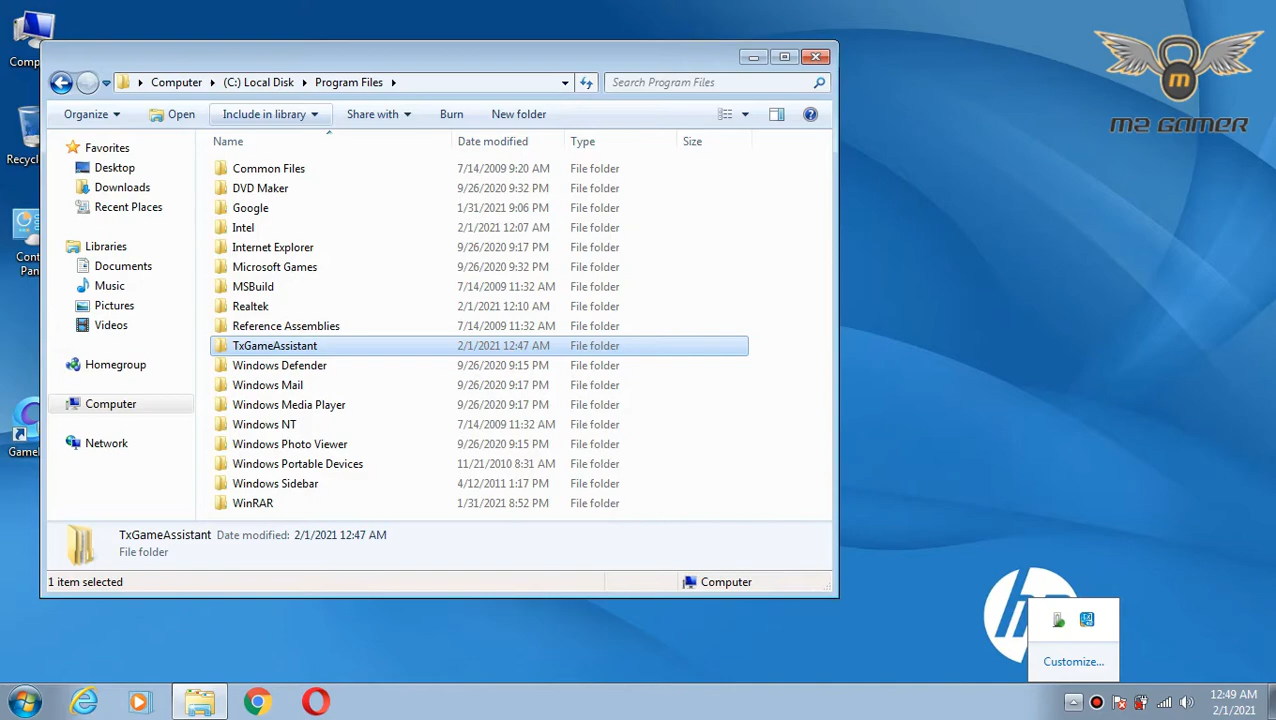 Comp
Recycl
Cont
Pan
Gamel
Computer
(C:) Local Disk
Program Files
Search Program Files
Organize
Open
Include in library
Share with
Burn
New folder
Name
Date modified
Type
Size
Favorites
Desktop
Downloads
Recent Places
Libraries
Documents
Music
Pictures
Videos
Homegroup
Computer
Network
Common Files 7/14/2009 9:20 AM File folder
DVD Maker 9/26/2020 9:32 PM File folder
Google 1/31/2021 9:06 PM File folder
Intel 2/1/2021 12:07 AM File folder
Internet Explorer 9/26/2020 9:17 PM File folder
Microsoft Games 9/26/2020 9:32 PM File folder
MSBuild 7/14/2009 11:32 AM File folder
Realtek 2/1/2021 12:10 AM File folder
Reference Assemblies 7/14/2009 11:32 AM File folder
TxGameAssistant 2/1/2021 12:47 AM File folder
Windows Defender 9/26/2020 9:15 PM File folder
Windows Mail 9/26/2020 9:17 PM File folder
Windows Media Player 9/26/2020 9:17 PM File folder
Windows NT 7/14/2009 11:32 AM File folder
Windows Photo Viewer 9/26/2020 9:15 PM File folder
Windows Portable Devices 11/21/2010 8:31 AM File folder
Windows Sidebar 4/12/2011 1:17 PM File folder
WinRAR 1/31/2021 8:52 PM File folder
TxGameAssistant Date modified: 2/1/2021 12:47 AM
File folder
1 item selected
Computer
m
M2 GAMER
hp
Customize...
12:49 AM
2/1/2021